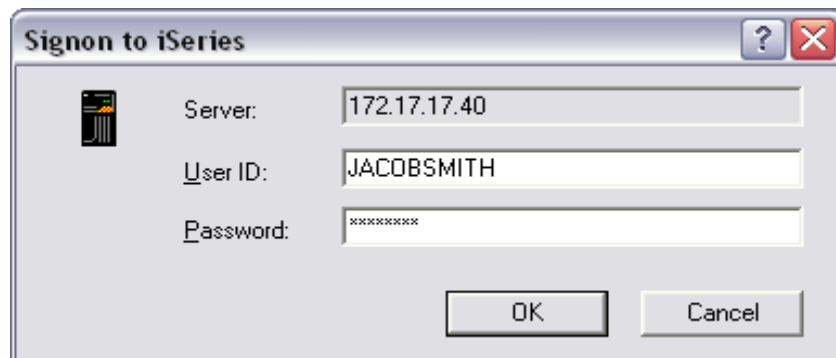 Signon to iSeries
Server: 172.17.17.40
User ID: JACOBSMITH
Password: ********
OK Cancel